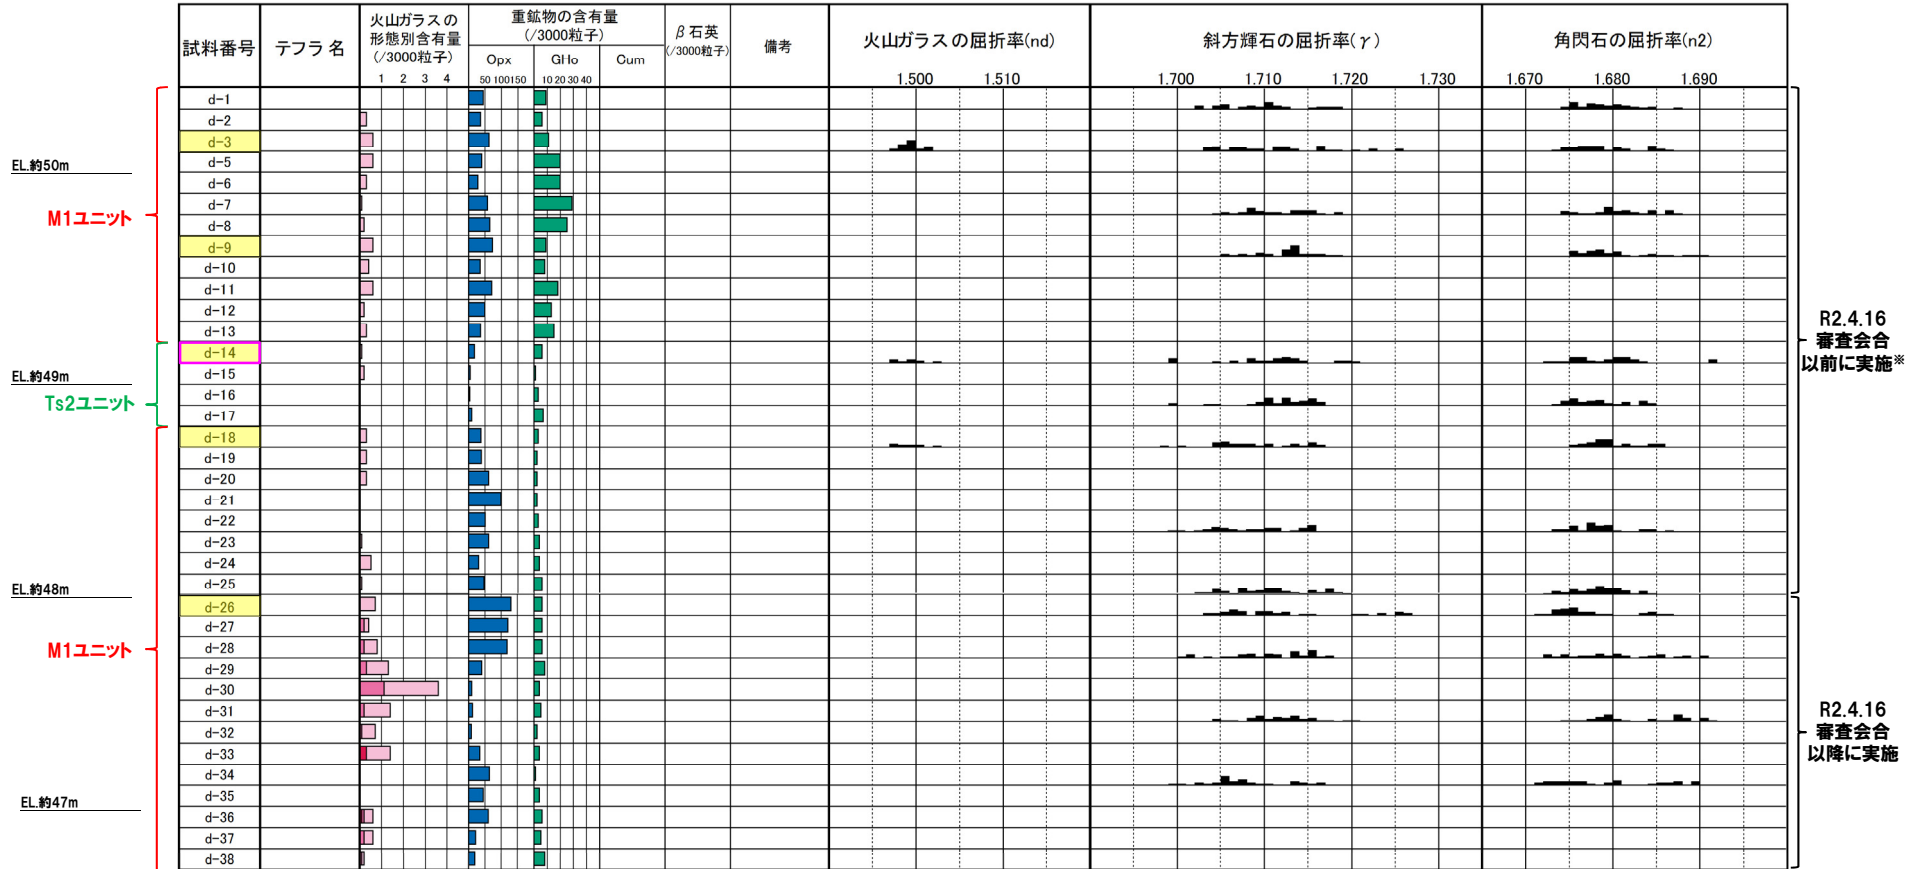 試料番号
テフラ 名
火山ガラスの
形態別含有量
(/3000粒子)
1 2 3 4
重鉱物の含有量
(/3000粒子)
Opx
50 100 150
GHo
10 20 30 40
Cum
β 石英
(/3000粒子)
備考
火山ガラスの屈折率(nd)
1.500 1.510
斜方輝石の屈折率(γ)
1.700 1.710 1.720 1.730
角閃石の屈折率(n2)
1.670 1.680 1.690
d-1
d-2
d-3
d-5
d-6
d-7
d-8
d-9
d-10
d-11
d-12
d-13
d-14
d-15
d-16
d-17
d-18
d-19
d-20
d-21
d-22
d-23
d-24
d-25
d-26
d-27
d-28
d-29
d-30
d-31
d-32
d-33
d-34
d-35
d-36
d-37
d-38
EL.約50m
M1ユニット
EL.約49m
Ts2ユニット
EL.約48m
M1ユニット
EL.約47m
R2.4.16
審査会合
以前に実施※
R2.4.16
審査会合
以降に実施